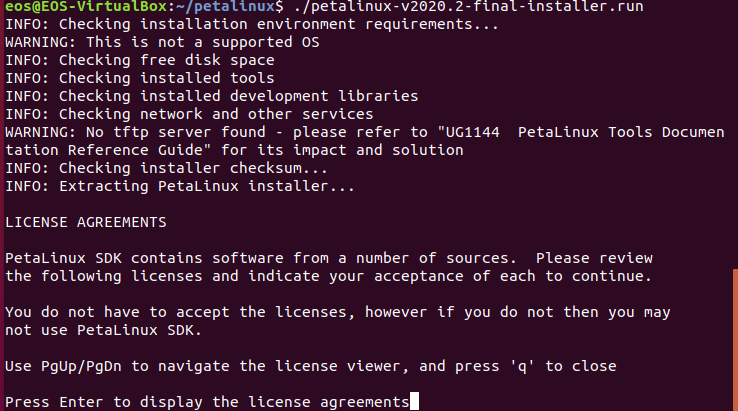 eos@EOS-VirtualBox:~/petalinux$ ./petalinux-v2020.2-final-installer.run
INFO: Checking installation environment requirements...
WARNING: This is not a supported OS
INFO: Checking free disk space
INFO: Checking installed tools
INFO: Checking installed development libraries
INFO: Checking network and other services
WARNING: No tftp server found - please refer to "UG1144  PetaLinux Tools Documen
tation Reference Guide" for its impact and solution
INFO: Checking installer checksum...
INFO: Extracting PetaLinux installer...

LICENSE AGREEMENTS

PetaLinux SDK contains software from a number of sources.  Please review
the following licenses and indicate your acceptance of each to continue.

You do not have to accept the licenses, however if you do not then you may
not use PetaLinux SDK.

Use PgUp/PgDn to navigate the license viewer, and press 'q' to close

Press Enter to display the license agreements